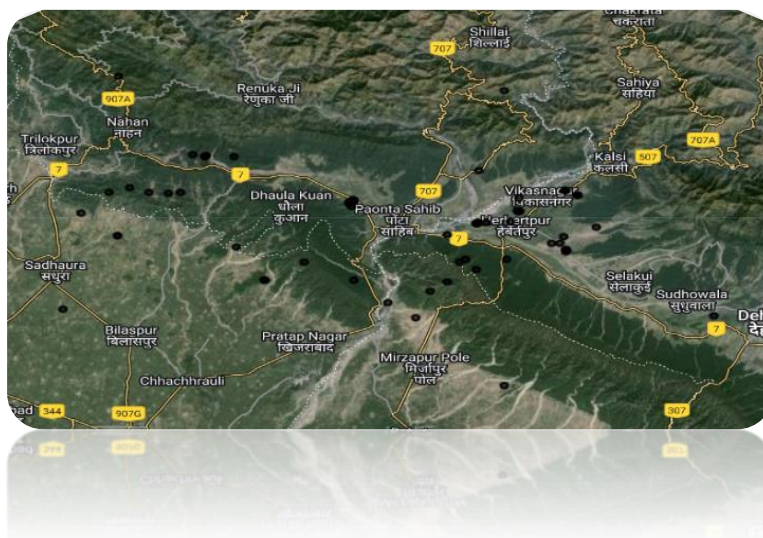 Chakrata
चकराता
Shillai
शिल्लाई
707
Sahiya
सहिया
Renuka Ji
रेणुका जी
907A
Nahan
नाहन
Trilokpur
त्रिलोकपुर
707A
Kalsi
कलसी
507
7
7
707
Vikasnagar
विकासनगर
Dhaula Kuan
धौला
कुआन
Paonta Sahib
पोंटा
साहिब
Herbertpur
हर्बर्तपुर
7
Sadhaura
सधुरा
Selakui
सेलाकुई
Sudhowala
सुधुवाला
7
Bilaspur
बिलासपुर
Pratap Nagar
खिजराबाद
Mirzapur Pole
मिर्जापुर
पोल
Chhachhrauli
344
907G
307